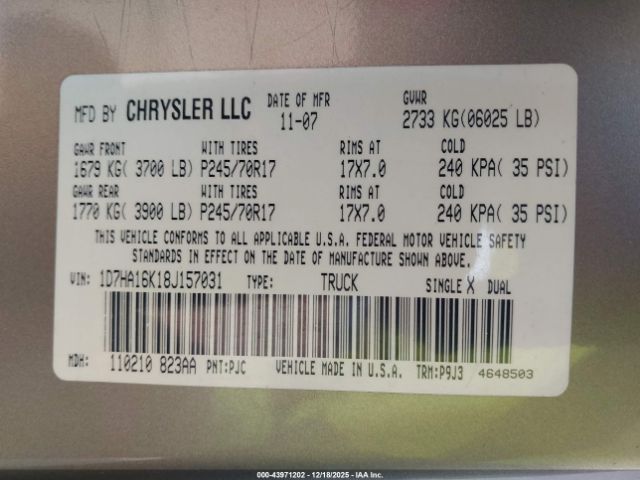 MFD BY CHRYSLER LLC DATE OF MFR 11-07 GVWR 2733 KG(06025 LB)
GAWR FRONT WITH TIRES RIMS AT COLD
1679 KG( 3700 LB) P245/70R17 17X7.0 240 KPA( 35 PSI)
GAWR REAR WITH TIRES RIMS AT COLD
1770 KG( 3900 LB) P245/70R17 17X7.0 240 KPA( 35 PSI)
THIS VEHICLE CONFORMS TO ALL APPLICABLE U.S.A. FEDERAL MOTOR VEHICLE SAFETY
STANDARDS IN EFFECT ON THE DATE OF MANUFACTURE SHOWN ABOVE.
VIN: 1D7HA16K18J157031 TYPE: TRUCK SINGLE X DUAL
MDH: 110210 823AA PNT:PJC VEHICLE MADE IN U.S.A. TRM:P9J3 4648503
000-43971202 - 12/18/2025 - IAA Inc.